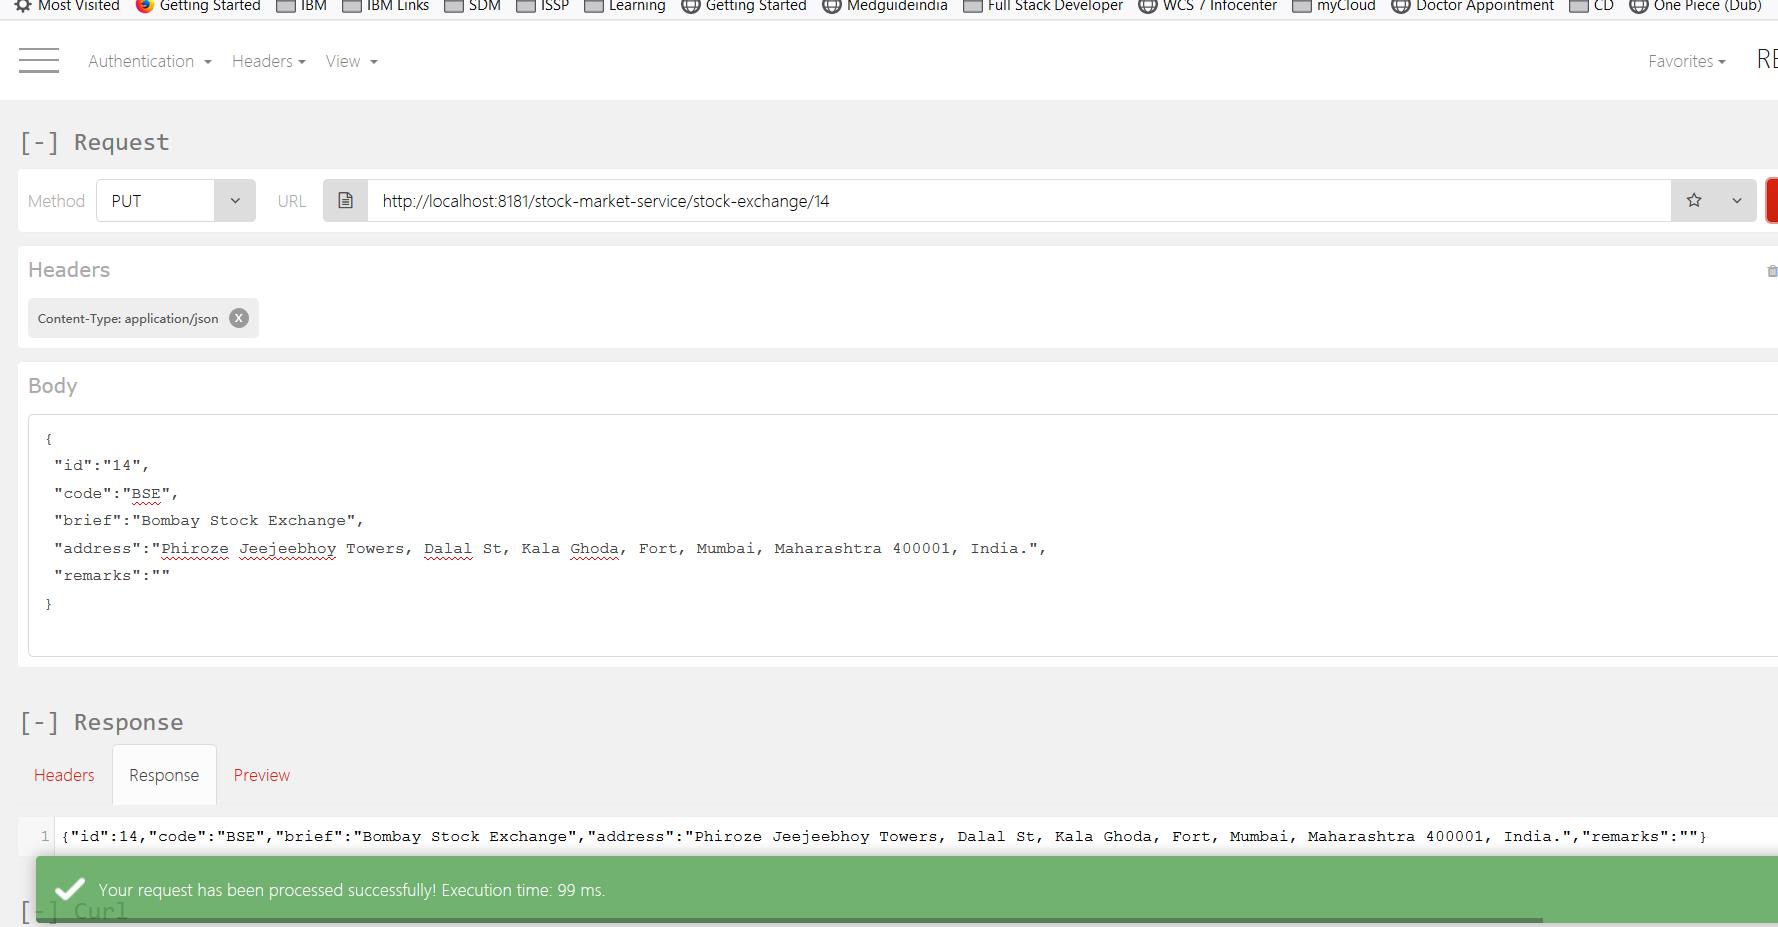 Most Visited Getting Started IBM IBM Links SDM ISSP Learning Getting Started Medguideindia Full Stack Developer WCS 7 Infocenter myCloud Doctor Appointment CD One Piece (Dub)
Authentication Headers View Favorites RE
[-] Request
Method PUT URL http://localhost:8181/stock-market-service/stock-exchange/14
Headers
Content-Type: application/json X
Body
{
"id":"14",
"code":"BSE",
"brief":"Bombay Stock Exchange",
"address":"Phiroze Jeejeebhoy Towers, Dalal St, Kala Ghoda, Fort, Mumbai, Maharashtra 400001, India.",
"remarks":""
}
[-] Response
Headers Response Preview
1 {"id":14,"code":"BSE","brief":"Bombay Stock Exchange","address":"Phiroze Jeejeebhoy Towers, Dalal St, Kala Ghoda, Fort, Mumbai, Maharashtra 400001, India.","remarks":""}
Your request has been processed successfully! Execution time: 99 ms.
[-] Curl